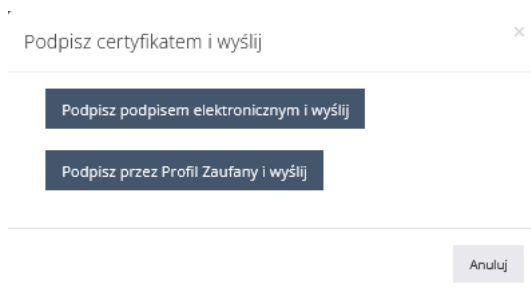 Podpisz certyfikatem i wyślij
×
Podpisz podpisem elektronicznym i wyślij
Podpisz przez Profil Zaufany i wyślij
Anuluj